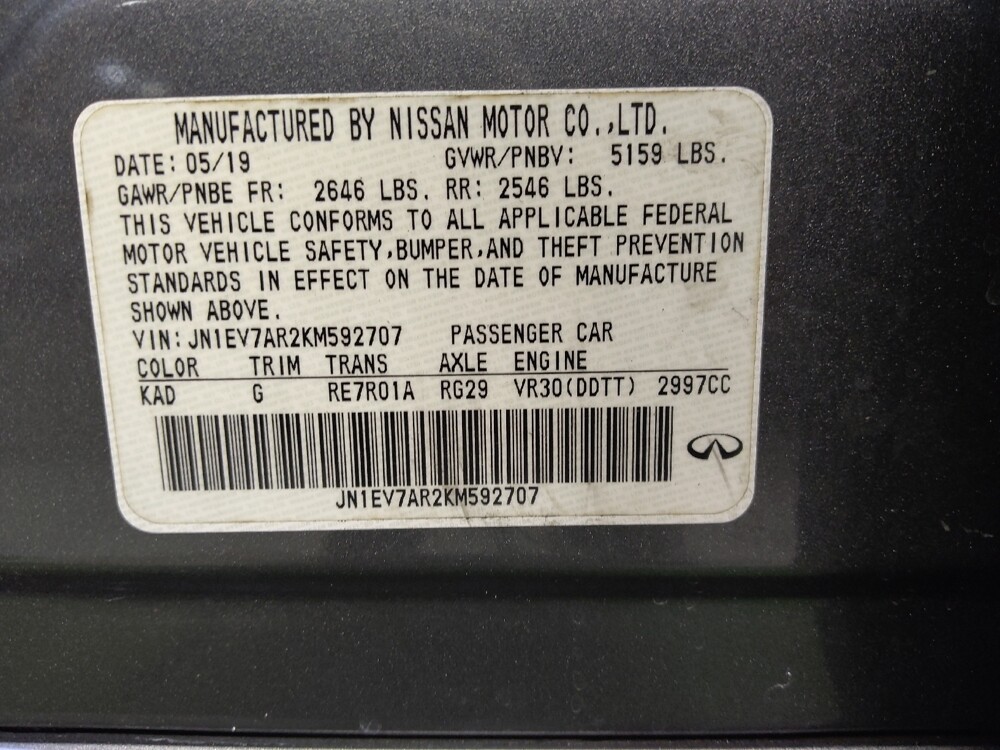 MANUFACTURED BY NISSAN MOTOR CO.,LTD.
DATE: 05/19 GVWR/PNBV: 5159 LBS.
GAWR/PNBE FR: 2646 LBS. RR: 2546 LBS.
THIS VEHICLE CONFORMS TO ALL APPLICABLE FEDERAL
MOTOR VEHICLE SAFETY,BUMPER,AND THEFT PREVENTION
STANDARDS IN EFFECT ON THE DATE OF MANUFACTURE
SHOWN ABOVE.
VIN: JN1EV7AR2KM592707 PASSENGER CAR
COLOR TRIM TRANS AXLE ENGINE
KAD G RE7R01A RG29 VR30(DDTT) 2997CC
JN1EV7AR2KM592707